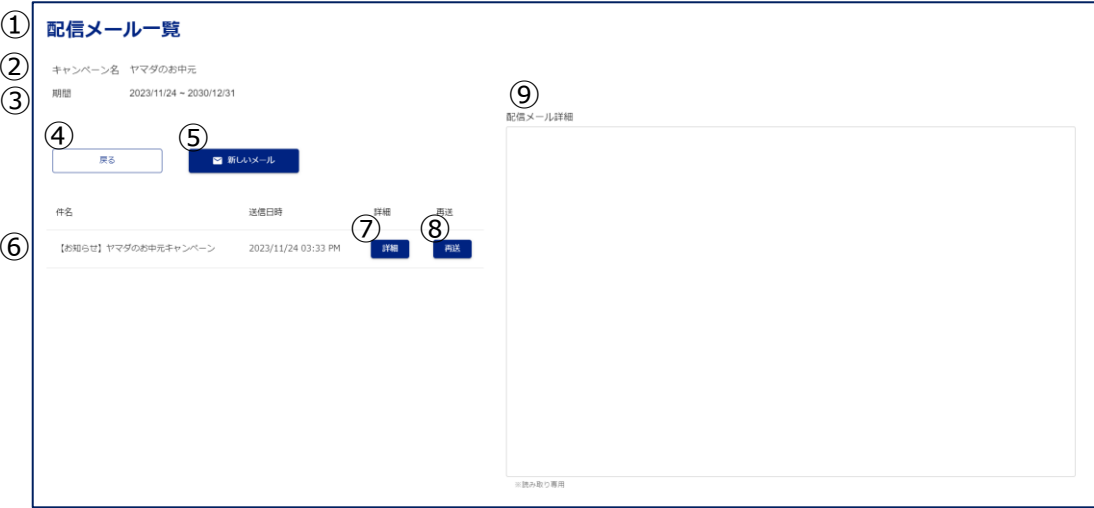 ① 配信メール一覧
② キャンペーン名 ヤマダのお中元
③ 期間 2023/11/24 ~ 2030/12/31
④ ⑤
戻る 新しいメール
件名 送信日時 詳細 再送
⑦ ⑧
⑥ 【お知らせ】ヤマダのお中元キャンペーン 2023/11/24 03:33 PM 詳細 再送
⑨
配信メール詳細
※読み取り専用